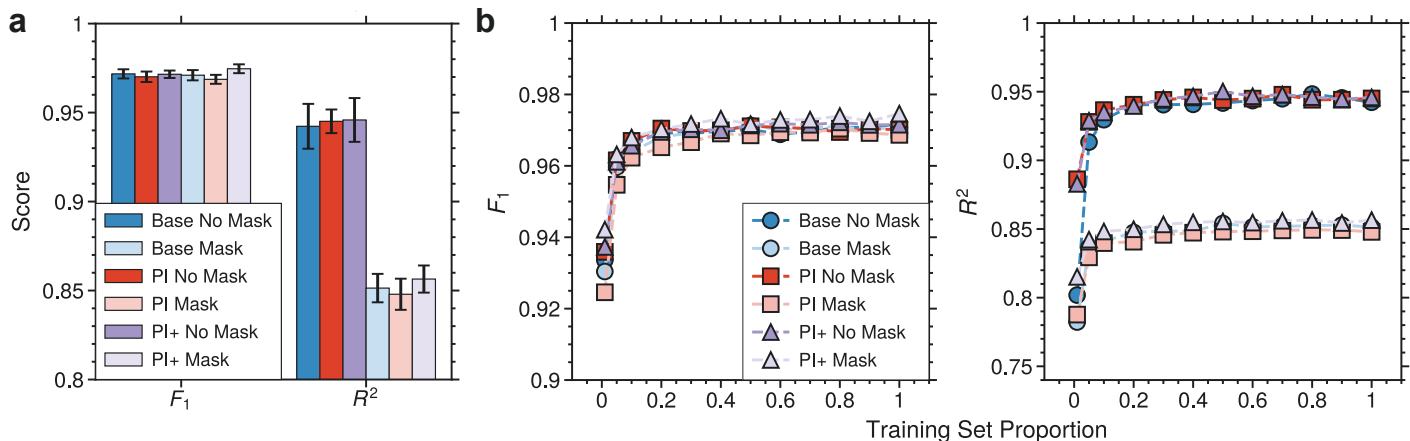 a
Score
1
0.95
0.9
0.85
0.8
F1
R2
Base No Mask
Base Mask
PI No Mask
PI Mask
PI+ No Mask
PI+ Mask
b
F1
1
0.98
0.96
0.94
0.92
0.9
0 0.2 0.4 0.6 0.8 1
Base No Mask
Base Mask
PI No Mask
PI Mask
PI+ No Mask
PI+ Mask
R2
1
0.95
0.9
0.85
0.8
0.75
0 0.2 0.4 0.6 0.8 1
Training Set Proportion